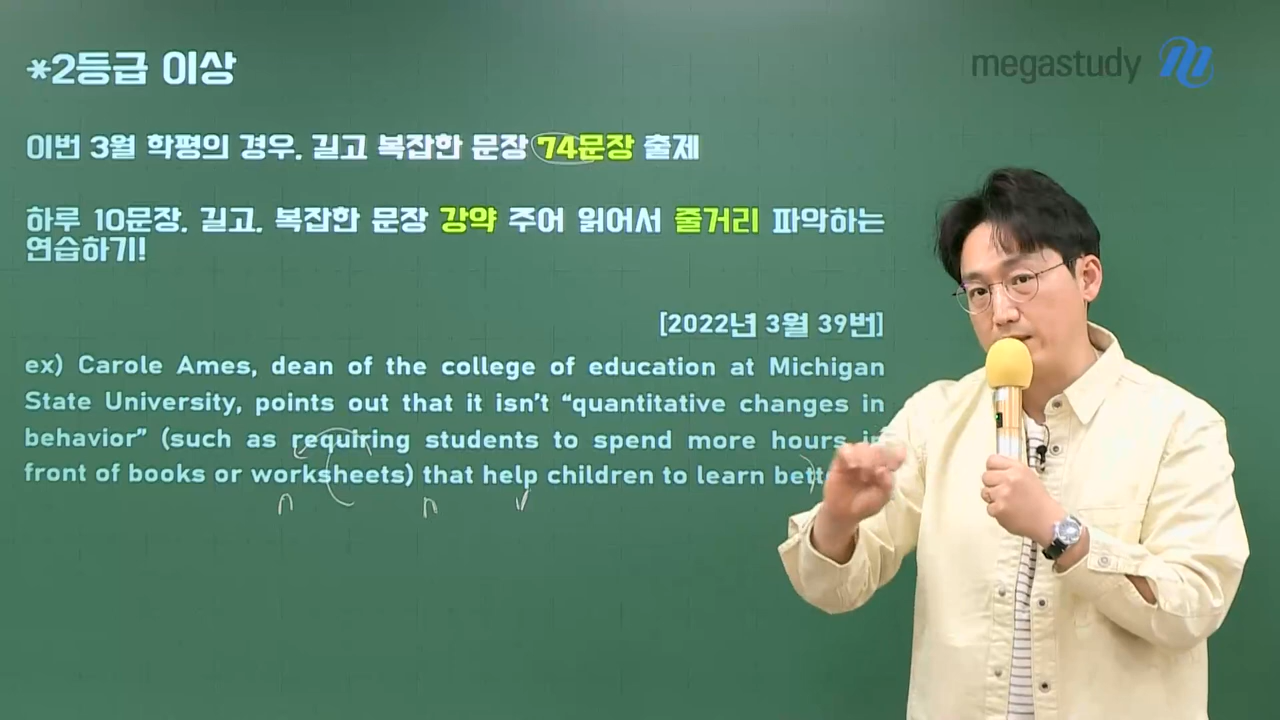 *2등급 이상
megastudy
이번 3월 학평의 경우, 길고 복잡한 문장 74문장 출제
하루 10문장, 길고, 복잡한 문장 강약 주어 읽어서 줄거리 파악하는
연습하기!
[2022년 3월 39번]
ex) Carole Ames, dean of the college of education at Michigan
State University, points out that it isn't “quantitative changes in
behavior” (such as requiring students to spend more hours in
front of books or worksheets) that help children to learn
n n v